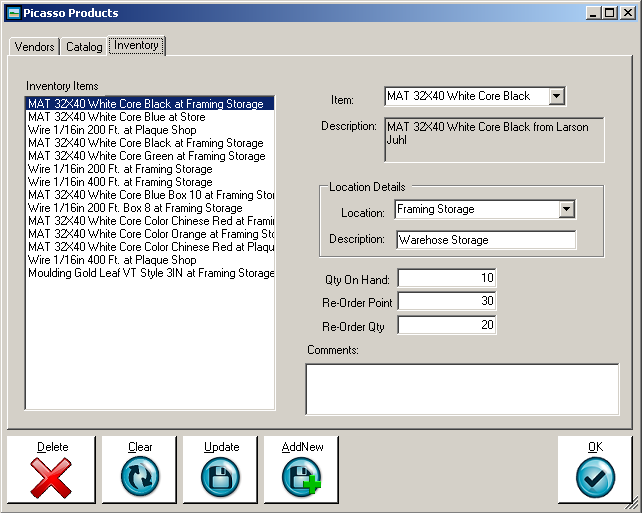 Picasso Products
Vendors Catalog Inventory
Inventory Items
MAT 32X40 White Core Black at Framing Storage
MAT 32X40 White Core Blue at Store
Wire 1/16in 200 Ft. at Plaque Shop
MAT 32X40 White Core Black at Framing Storage
MAT 32X40 White Core Green at Framing Storage
Wire 1/16in 200 Ft. at Framing Storage
Wire 1/16in 400 Ft. at Framing Storage
MAT 32X40 White Core Blue Box 10 at Framing Stor
Wire 1/16in 200 Ft. Box 8 at Framing Storage
MAT 32X40 White Core Color Chinese Red at Frami
MAT 32X40 White Core Color Orange at Framing Sto
MAT 32X40 White Core Color Chinese Red at Plaqu
Wire 1/16in 400 Ft. at Plaque Shop
Moulding Gold Leaf VT Style 3IN at Framing Storage
Item: MAT 32X40 White Core Black
Description: MAT 32X40 White Core Black from Larson
Juhl
Location Details
Location: Framing Storage
Description: Warehose Storage
Qty On Hand: 10
Re-Order Point 30
Re-Order Qty 20
Comments:
Delete Clear Update AddNew OK